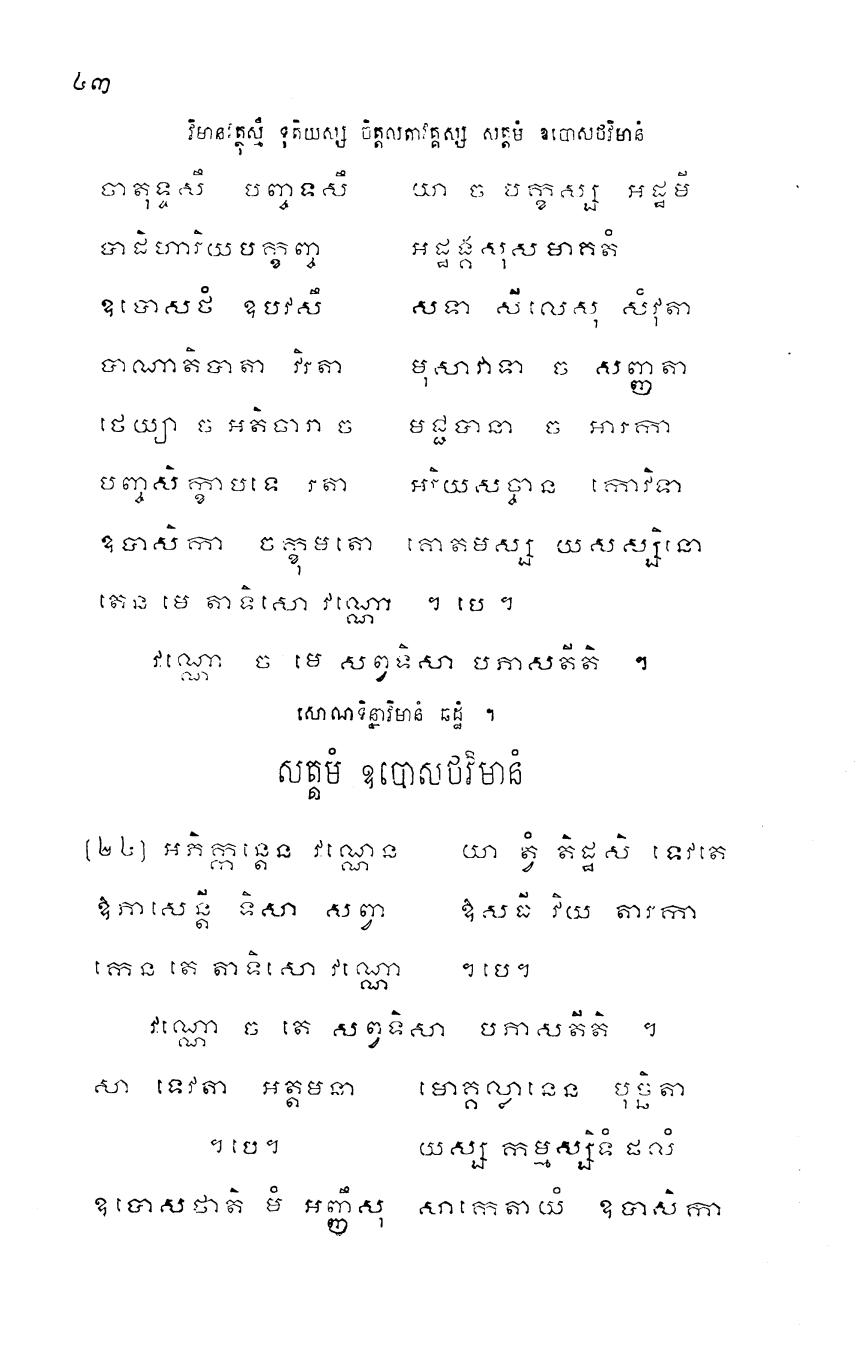 ៤៣
វិមានវត្ថុស្មឹ ទុតិយស្ស ចិត្តលតាវគ្គស្ស សត្តមំ ឧបោសថវិមានំ
ចាតុទ្ទសឹ បញ្ចទសឹ យា ច បក្ខស្ស អដ្ឋមី
បាដិហារិយបក្ខញ្ច អដ្ឋង្គសុសមាគតំ
ឧបោសថំ ឧបវសឹ សទា សីលេសុ សំវុតា
បាណាតិបាតា វិរតា មុសាវាទា ច សញ្ញតា
ថេយ្យា ច អតិចារា ច មជ្ជបានា ច អារកា
បញ្ចសិក្ខាបទេ រតា អរិយសច្ចាន កោវិទា
ឧបាសិកា ចក្ខុមតោ គោតមស្ស យសស្សិនោ
តេន មេ តាទិសោ វណ្ណោ ។ បេ ។
វណ្ណោ ច មេ សព្វទិសា បភាសតីតិ ។
សោណទិន្នាវិមានំ ឆដ្ឋំ ។
សត្តមំ ឧបោសថវិមានំ
(២៤) អភិក្កន្តេន វណ្ណេន យា ត្វំ តិដ្ឋសិ ទេវតេ
ឱភាសេន្តី ទិសា សព្វា ឱសធី វិយ តារកា
កេន តេ តាទិសោ វណ្ណោ ។ បេ ។
វណ្ណោ ច តេ សព្វទិសា បភាសតីតិ ។
សា ទេវតា អត្តមនា មោគ្គល្លានេន បុច្ឆិតា
។ បេ ។ យស្ស កម្មស្សិទំ ផលំ
ឧបោសថាតិ មំ អញ្ញឹសុ សាកេតាយំ ឧបាសិកា